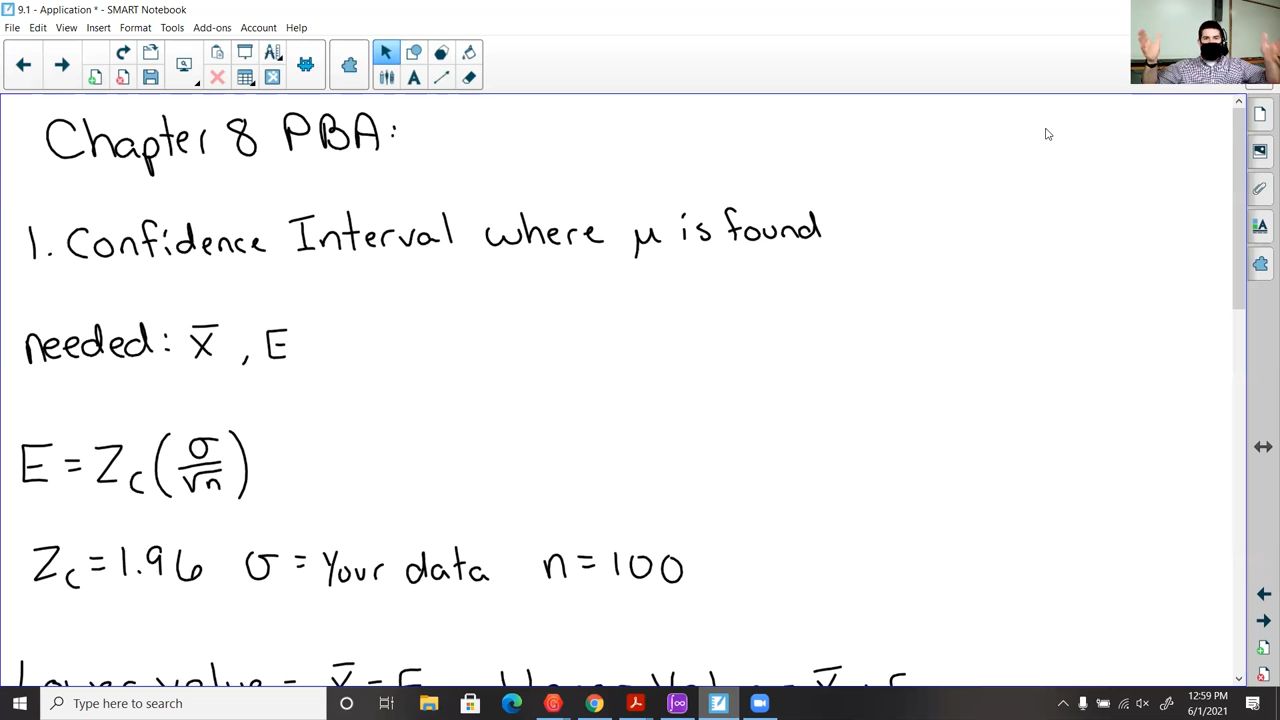 9.1 - Application * - SMART Notebook
File Edit View Insert Format Tools Add-ons Account Help
Chapter 8 PBA:
1. Confidence Interval where μ is found
needed: x̄ , E
E = Zc (σ/√n)
Zc = 1.96 σ = Your data n = 100
Type here to search
12:59 PM
6/1/2021